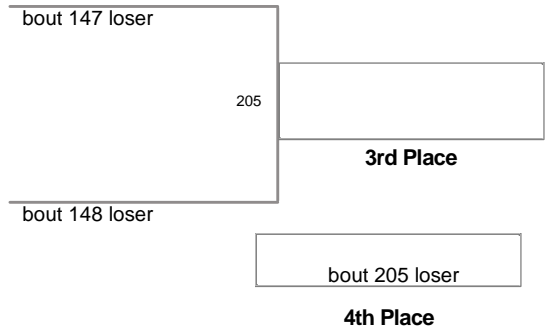 bout 147 loser
205
3rd Place
bout 148 loser
bout 205 loser
4th Place